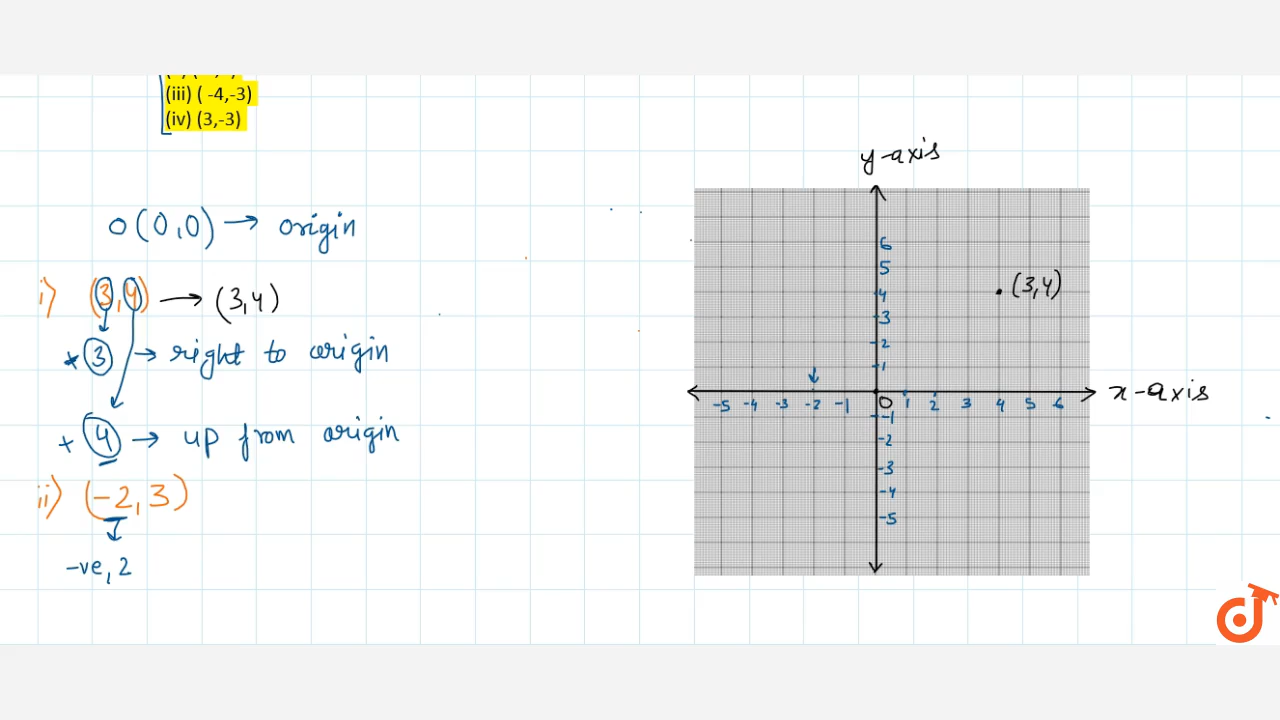 (iii) ( -4,-3)
(iv) (3,-3)
O(0,0) → origin
i) (3,4) → (3,4)
* 3 → right to origin
+ 4 → up from origin
ii) (-2,3)
-ve, 2
y-axis
6
5
4
(3,4)
3
2
1
x-axis
-5 -4 -3 -2 -1 0 1 2 3 4 5 6
-1
-2
-3
-4
-5